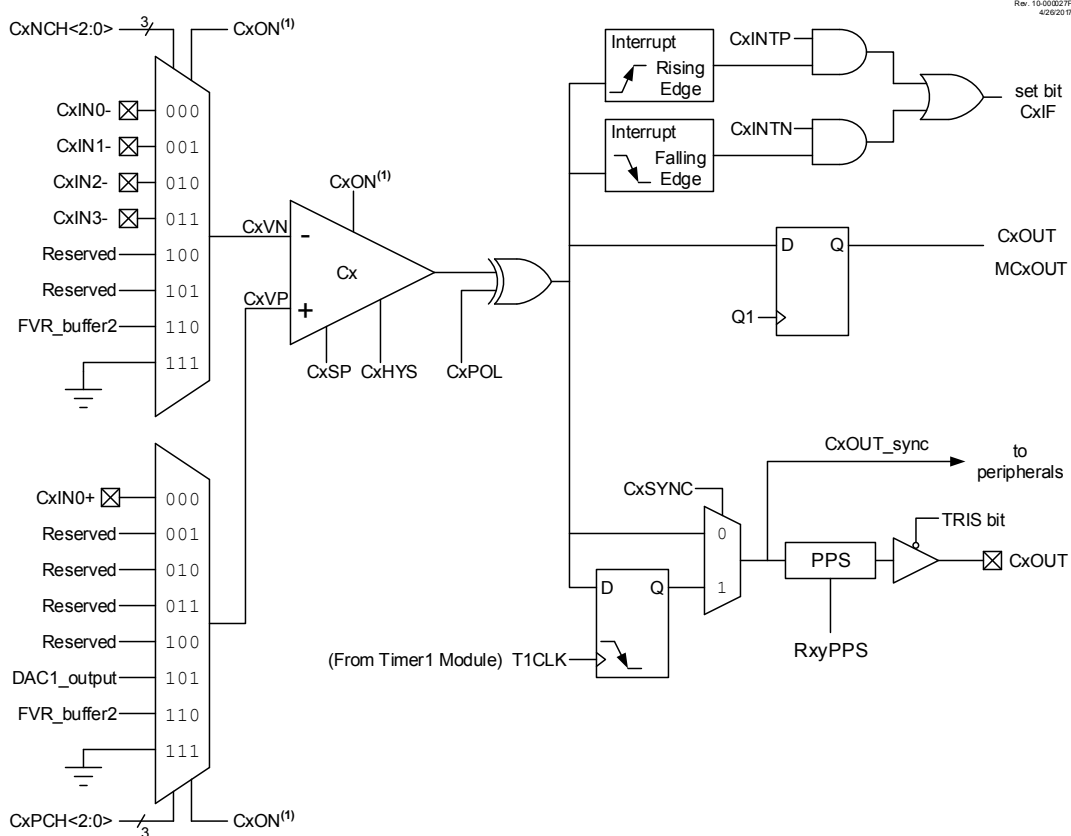 Rev. 10-000027F
4/26/2017
CxNCH<2:0>
3
CxON(1)
CxIN0-
000
CxIN1-
001
CxIN2-
010
CxIN3-
011
Reserved
100
Reserved
101
FVR_buffer2
110
111
CxVN
CxVP
CxON(1)
-
Cx
+
CxSP
CxHYS
CxPOL
Interrupt
Rising
Edge
CxINTP
Interrupt
Falling
Edge
CxINTN
set bit
CxIF
D
Q
Q1
CxOUT
MCxOUT
CxIN0+
000
Reserved
001
Reserved
010
Reserved
011
Reserved
100
DAC1_output
101
FVR_buffer2
110
111
CxPCH<2:0>
3
CxON(1)
CxOUT_sync
to
peripherals
CxSYNC
0
1
TRIS bit
PPS
CxOUT
RxyPPS
D
Q
(From Timer1 Module) T1CLK